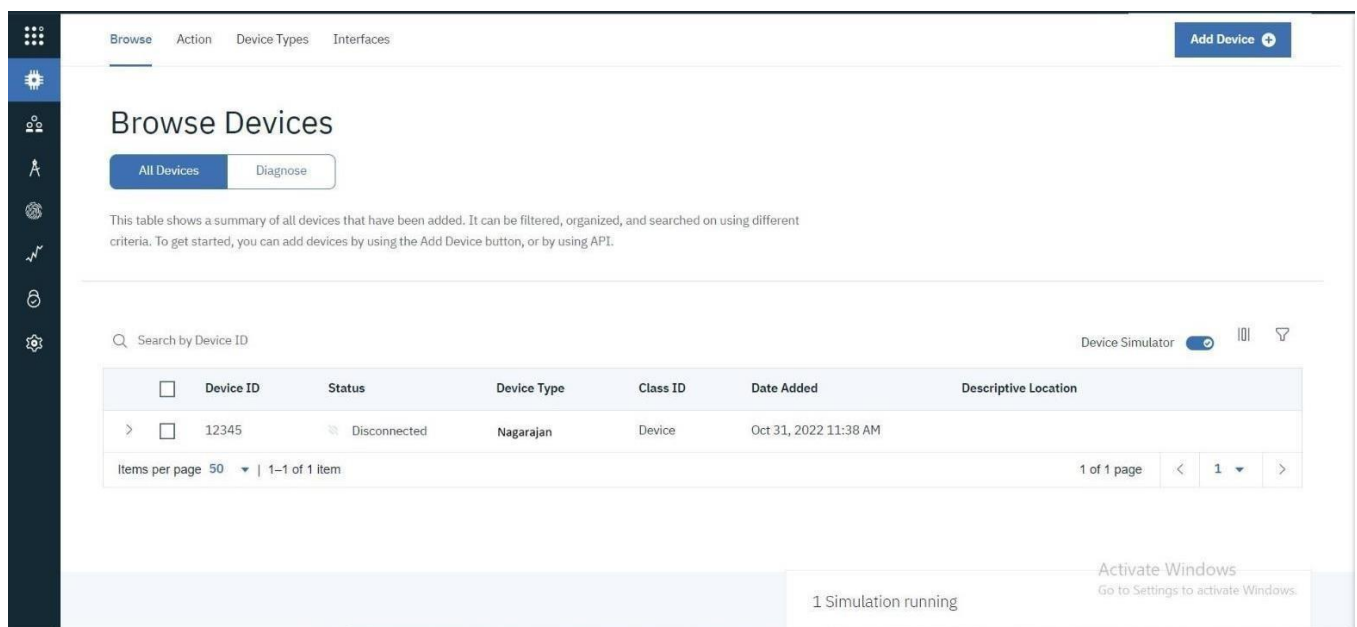 Browse Action Device Types Interfaces Add Device
Browse Devices
All Devices Diagnose
This table shows a summary of all devices that have been added. It can be filtered, organized, and searched on using different
criteria. To get started, you can add devices by using the Add Device button, or by using API.
Search by Device ID Device Simulator
Device ID Status Device Type Class ID Date Added Descriptive Location
12345 Disconnected Nagarajan Device Oct 31, 2022 11:38 AM
Items per page 50 | 1–1 of 1 item 1 of 1 page 1
Activate Windows
Go to Settings to activate Windows.
1 Simulation running